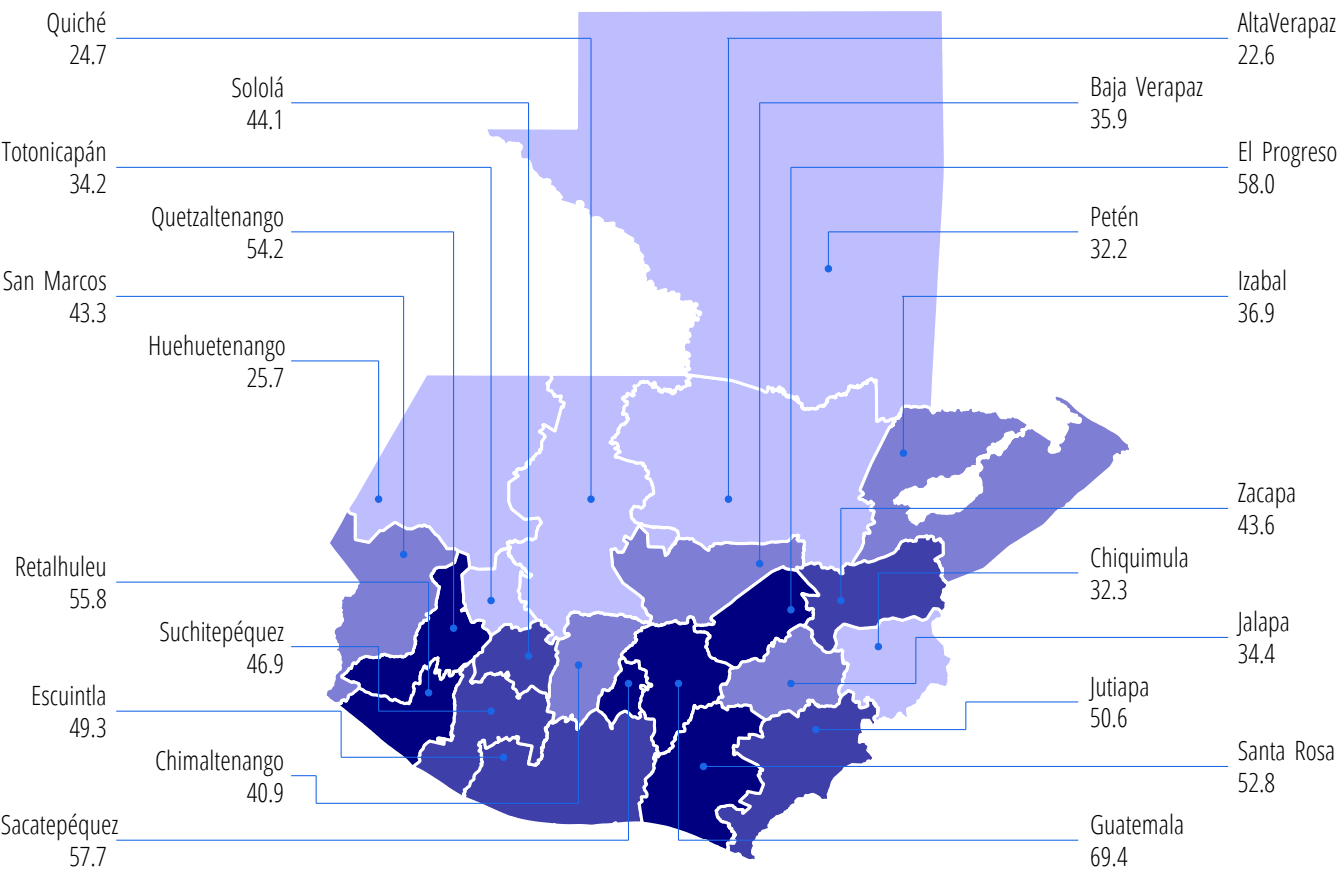 Quiché
24.7
Sololá
44.1
Totonicapán
34.2
Quetzaltenango
54.2
San Marcos
43.3
Huehuetenango
25.7
Retalhuleu
55.8
Suchitepéquez
46.9
Escuintla
49.3
Chimaltenango
40.9
Sacatepéquez
57.7
AltaVerapaz
22.6
Baja Verapaz
35.9
El Progreso
58.0
Petén
32.2
Izabal
36.9
Zacapa
43.6
Chiquimula
32.3
Jalapa
34.4
Jutiapa
50.6
Santa Rosa
52.8
Guatemala
69.4